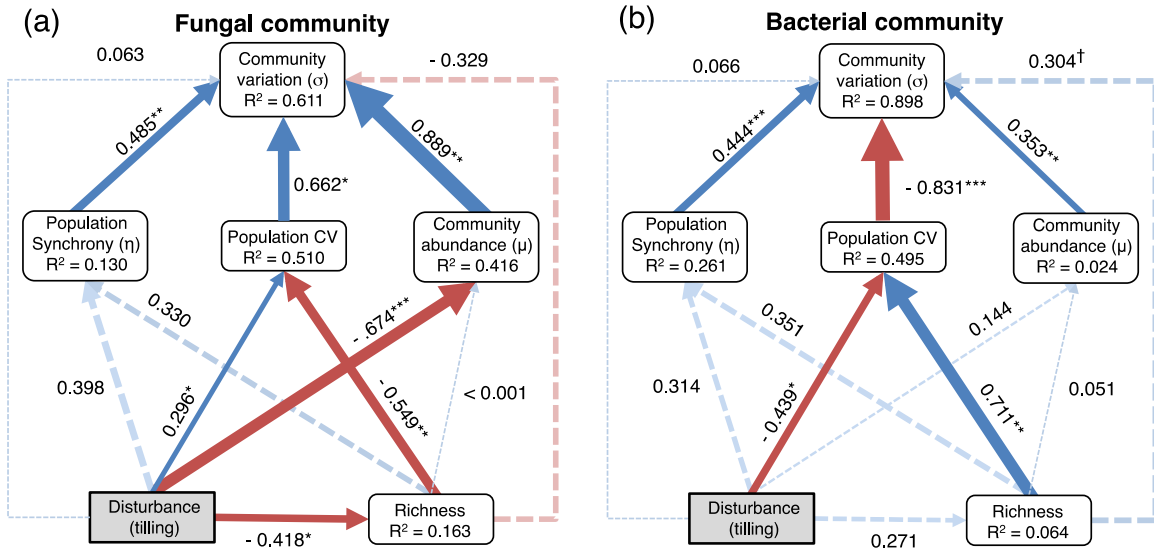 (a)
Fungal community
0.063
Community
variation (σ)
R² = 0.611
- 0.329
0.485**
0.889**
0.662*
Population
Synchrony (η)
R² = 0.130
Population CV
R² = 0.510
Community
abundance (μ)
R² = 0.416
0.330
- .674***
0.398
0.296*
- 0.549**
< 0.001
Disturbance
(tilling)
- 0.418*
Richness
R² = 0.163
(b)
Bacterial community
0.066
Community
variation (σ)
R² = 0.898
0.304†
0.444***
0.353**
- 0.831***
Population
Synchrony (η)
R² = 0.261
Population CV
R² = 0.495
Community
abundance (μ)
R² = 0.024
0.351
0.144
0.314
- 0.439*
0.711**
0.051
Disturbance
(tilling)
0.271
Richness
R² = 0.064